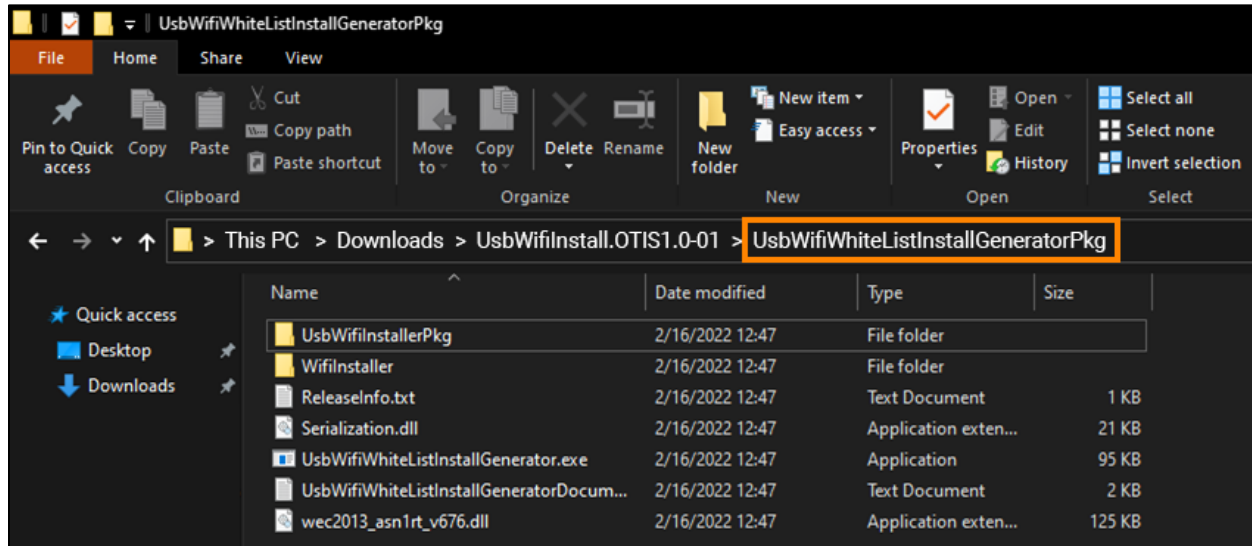 UsbWifiWhiteListInstallGeneratorPkg
File Home Share View
Pin to Quick access
Copy
Paste
Cut
Copy path
Paste shortcut
Clipboard
Move to
Copy to
Delete
Rename
Organize
New folder
New item
Easy access
New
Properties
Open
Edit
History
Open
Select all
Select none
Invert selection
Select
> This PC > Downloads > UsbWifiInstall.OTIS1.0-01 > UsbWifiWhiteListInstallGeneratorPkg
Quick access
Desktop
Downloads
Name Date modified Type Size
UsbWifiInstallerPkg 2/16/2022 12:47 File folder
WifiInstaller 2/16/2022 12:47 File folder
ReleaseInfo.txt 2/16/2022 12:47 Text Document 1 KB
Serialization.dll 2/16/2022 12:47 Application exten... 21 KB
UsbWifiWhiteListInstallGenerator.exe 2/16/2022 12:47 Application 95 KB
UsbWifiWhiteListInstallGeneratorDocum... 2/16/2022 12:47 Text Document 2 KB
wec2013_asn1rt_v676.dll 2/16/2022 12:47 Application exten... 125 KB